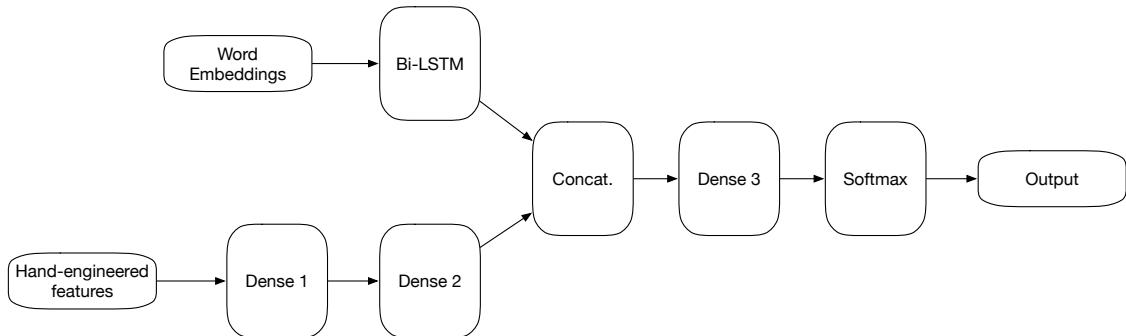 Word
Embeddings
Bi-LSTM
Concat.
Dense 3
Softmax
Output
Hand-engineered
features
Dense 1
Dense 2